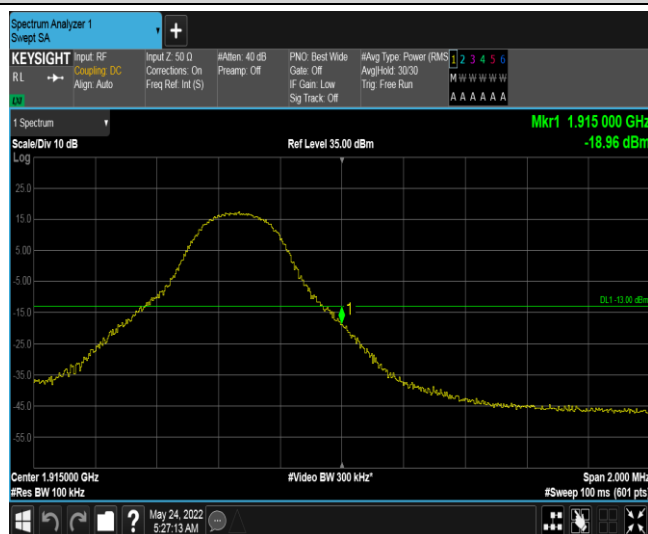 Spectrum Analyzer 1
Swept SA
KEYSIGHT Input: RF Input Z: 50 Ω #Atten: 40 dB PNO: Best Wide #Avg Type: Power (RMS 1 2 3 4 5 6
RL Coupling: DC Corrections: On Preamp: Off Gate: Off Avg|Hold: 30/30 M W W W W W
Align: Auto Freq Ref: Int (S) IF Gain: Low Trig: Free Run
LXI Sig Track: Off A A A A A A
1 Spectrum Mkr1 1.915 000 GHz
Scale/Div 10 dB Ref Level 35.00 dBm -18.96 dBm
Log
25.0
15.0
5.00
-5.00
DL1 -13.00 dBm
1
-15.0
-25.0
-35.0
-45.0
-55.0
Center 1.915000 GHz #Video BW 300 kHz* Span 2.000 MHz
#Res BW 100 kHz #Sweep 100 ms (601 pts)
? May 24, 2022
5:27:13 AM